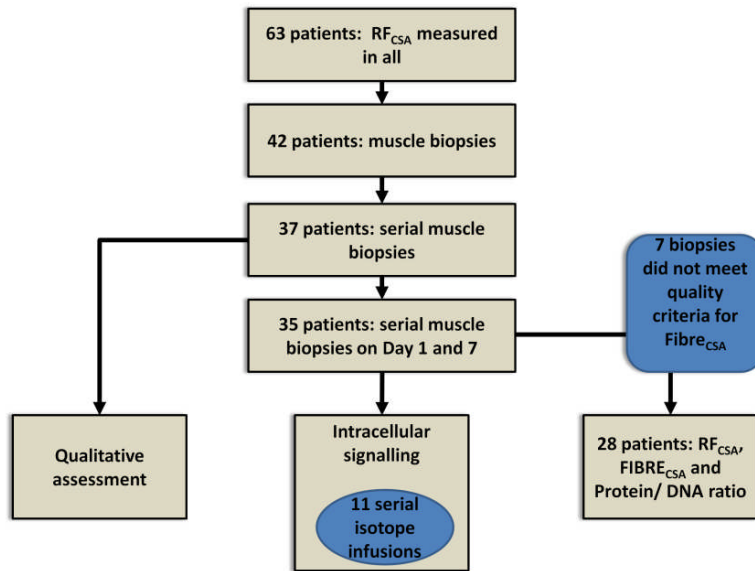 63 patients: RFCSA measured
in all
42 patients: muscle biopsies
37 patients: serial muscle
biopsies
7 biopsies
did not meet
quality
criteria for
FibreCSA
35 patients: serial muscle
biopsies on Day 1 and 7
Qualitative
assessment
Intracellular
signalling
11 serial
isotope
infusions
28 patients: RFCSA,
FIBRECSA and
Protein/ DNA ratio